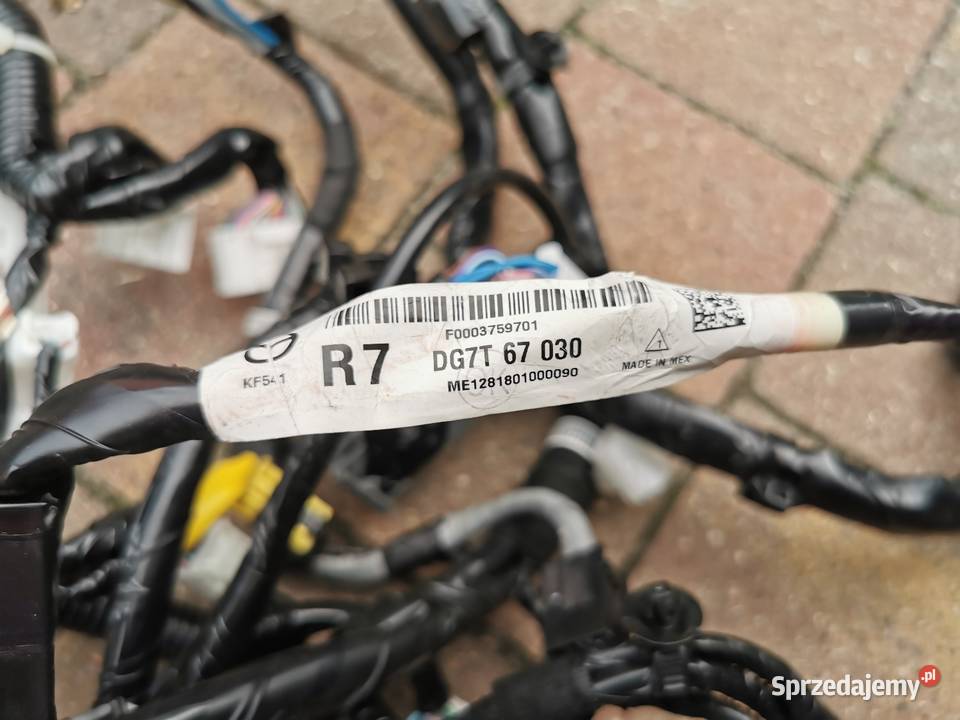 F0003759701
R7 DG7T 67 030
KF541
ME1281801000090
MADE IN MEX
Sprzedajemy.pl